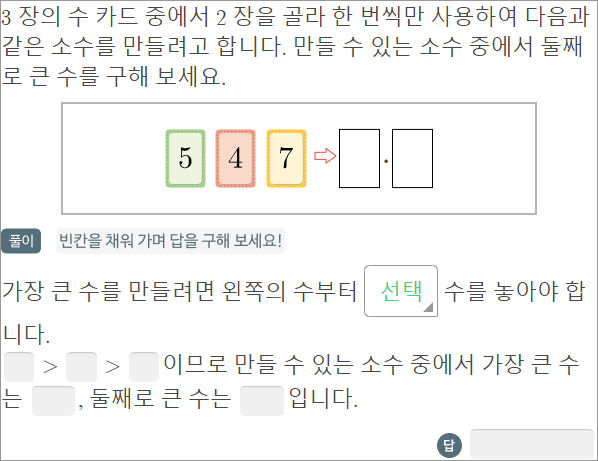 3 장의 수 카드 중에서 2 장을 골라 한 번씩만 사용하여 다음과
같은 소수를 만들려고 합니다. 만들 수 있는 소수 중에서 둘째
로 큰 수를 구해 보세요.
5 4 7 ⇨ .
풀이 빈칸을 채워 가며 답을 구해 보세요!
가장 큰 수를 만들려면 왼쪽의 수부터 선택 수를 놓아야 합
니다.
> > 이므로 만들 수 있는 소수 중에서 가장 큰 수
는 , 둘째로 큰 수는 입니다.
답